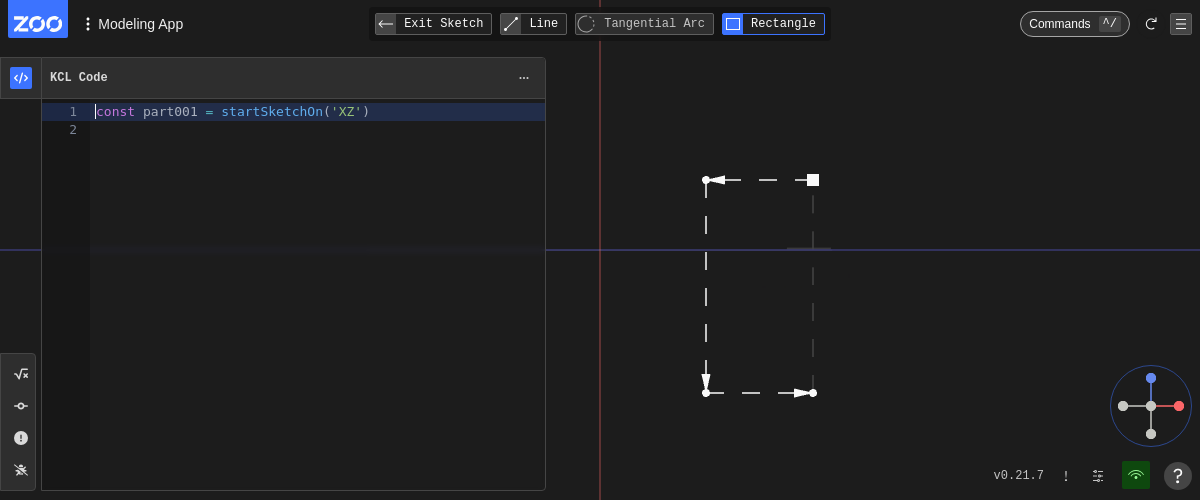 ZOO
Modeling App
Exit Sketch
Line
Tangential Arc
Rectangle
Commands ^/
KCL Code
1 const part001 = startSketchOn('XZ')
2
v0.21.7
!
?